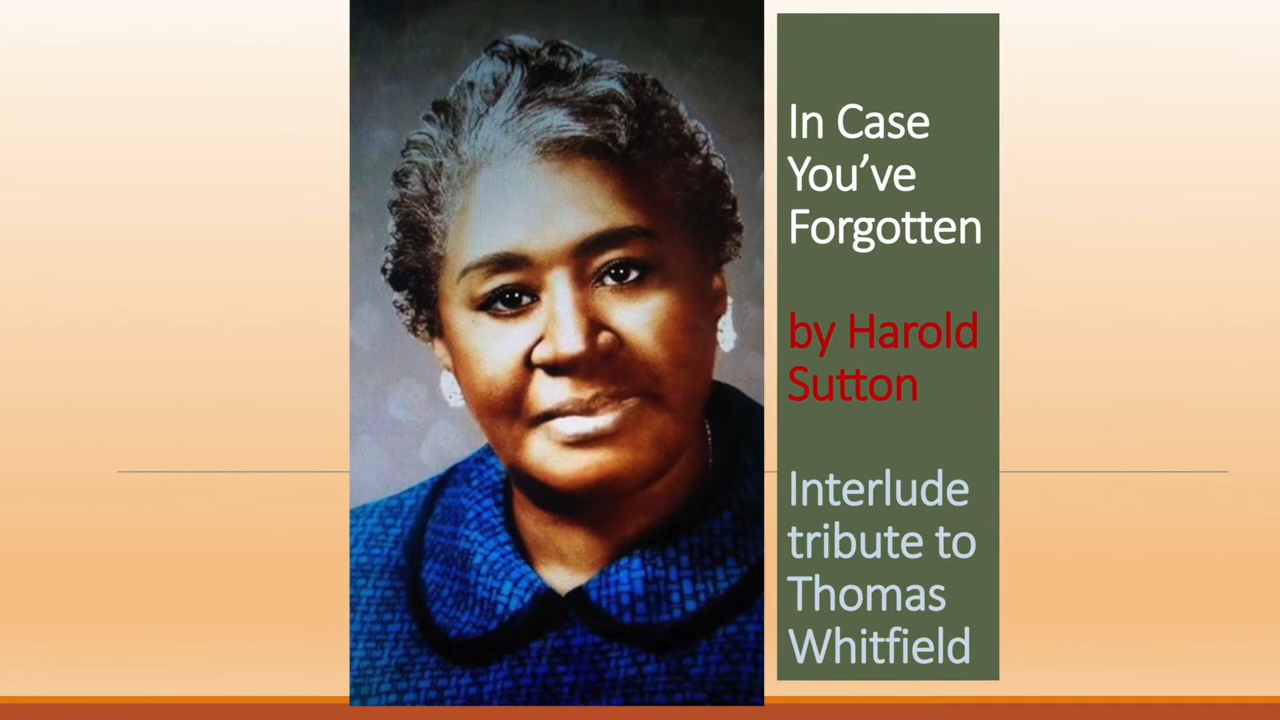 In Case
You’ve
Forgotten
by Harold
Sutton
Interlude
tribute to
Thomas
Whitfield